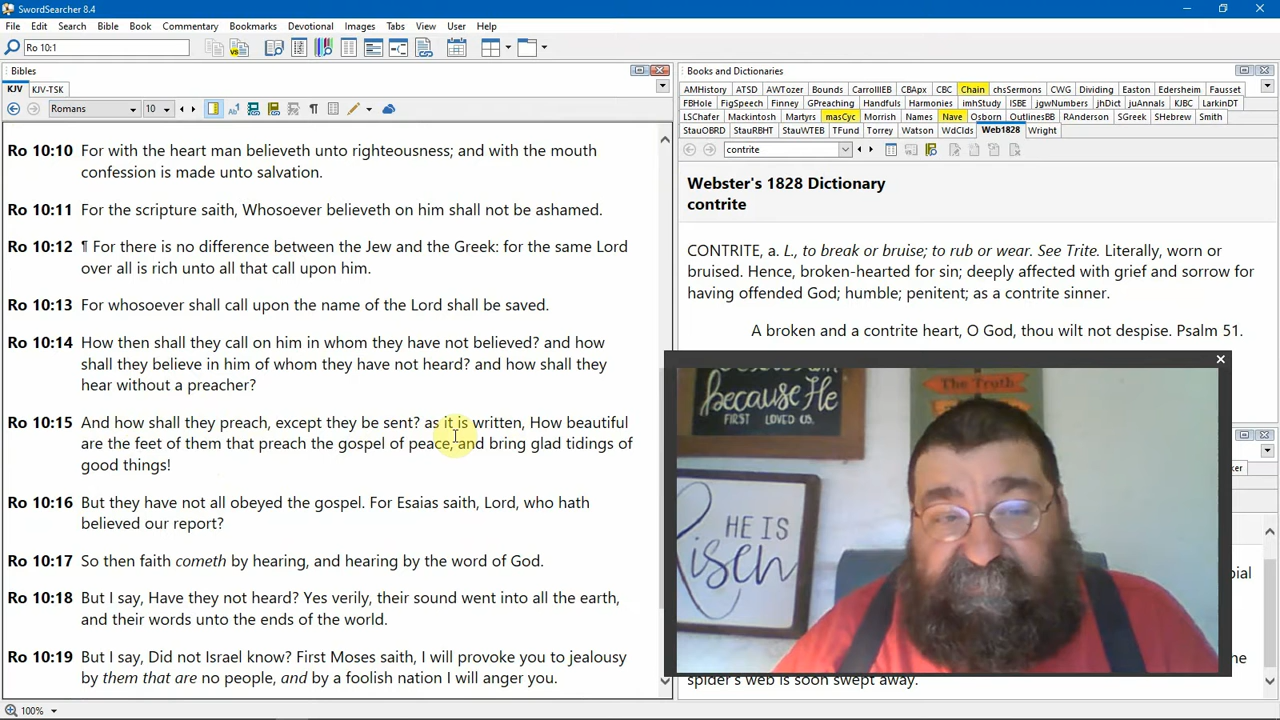 SwordSearcher 8.4
File Edit Search Bible Book Commentary Bookmarks Devotional Images Tabs View User Help
Ro 10:1
Bibles
KJV KJV-TSK
Romans 10
Ro 10:10 For with the heart man believeth unto righteousness; and with the mouth
confession is made unto salvation.
Ro 10:11 For the scripture saith, Whosoever believeth on him shall not be ashamed.
Ro 10:12 ¶ For there is no difference between the Jew and the Greek: for the same Lord
over all is rich unto all that call upon him.
Ro 10:13 For whosoever shall call upon the name of the Lord shall be saved.
Ro 10:14 How then shall they call on him in whom they have not believed? and how
shall they believe in him of whom they have not heard? and how shall they
hear without a preacher?
Ro 10:15 And how shall they preach, except they be sent? as it is written, How beautiful
are the feet of them that preach the gospel of peace, and bring glad tidings of
good things!
Ro 10:16 But they have not all obeyed the gospel. For Esaias saith, Lord, who hath
believed our report?
Ro 10:17 So then faith cometh by hearing, and hearing by the word of God.
Ro 10:18 But I say, Have they not heard? Yes verily, their sound went into all the earth,
and their words unto the ends of the world.
Ro 10:19 But I say, Did not Israel know? First Moses saith, I will provoke you to jealousy
by them that are no people, and by a foolish nation I will anger you.
100%
Books and Dictionaries
AMHistory ATSD AWTozer Bounds CarrollIEB CBApx CBC Chain chsSermons CWG Dividing Easton Edersheim Fausset
FBHole FigSpeech Finney GPreaching Handfuls Harmonies imhStudy ISBE jgwNumbers jhDict juAnnals KJBC LarkinDT
LSChafer Mackintosh Martyrs masCyc Morrish Names Nave Osborn OutlinesBB RAnderson SGreek SHebrew Smith
StauOBRD StauRBHT StauWTEB TFund Torrey Watson WdClds Web1828 Wright
contrite
Webster's 1828 Dictionary
contrite
CONTRITE, a. L., to break or bruise; to rub or wear. See Trite. Literally, worn or
bruised. Hence, broken-hearted for sin; deeply affected with grief and sorrow for
having offended God; humble; penitent; as a contrite sinner.
A broken and a contrite heart, O God, thou wilt not despise. Psalm 51.
because He
FIRST LOVED US.
The Truth
HE IS
Risen
spider's web is soon swept away.